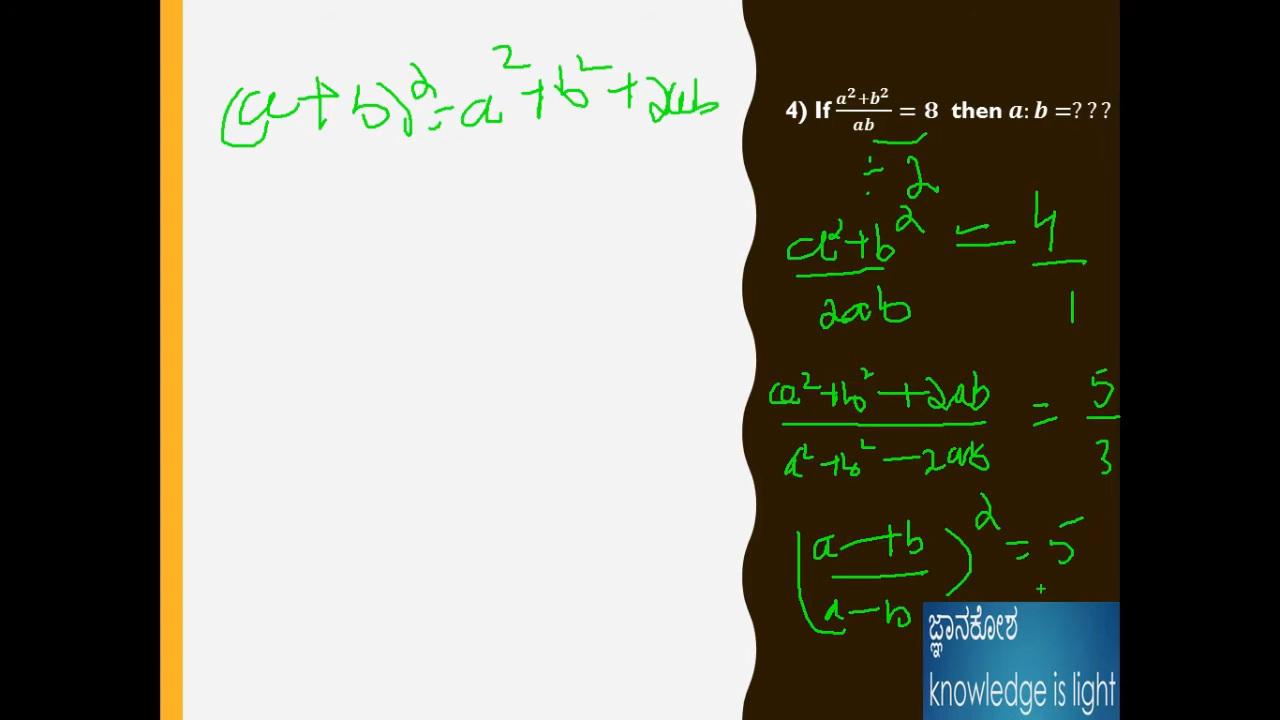 (a+b)² = a² + b² + 2ab
4) If a²+b²/ab = 8 then a: b =???
÷ 2
a²+b²/2ab = 4/1
a²+b²+2ab/a²+b²-2ab = 5/3
(a+b/a-b)² = 5
ಜ್ಞಾನಕೋಶ
knowledge is light